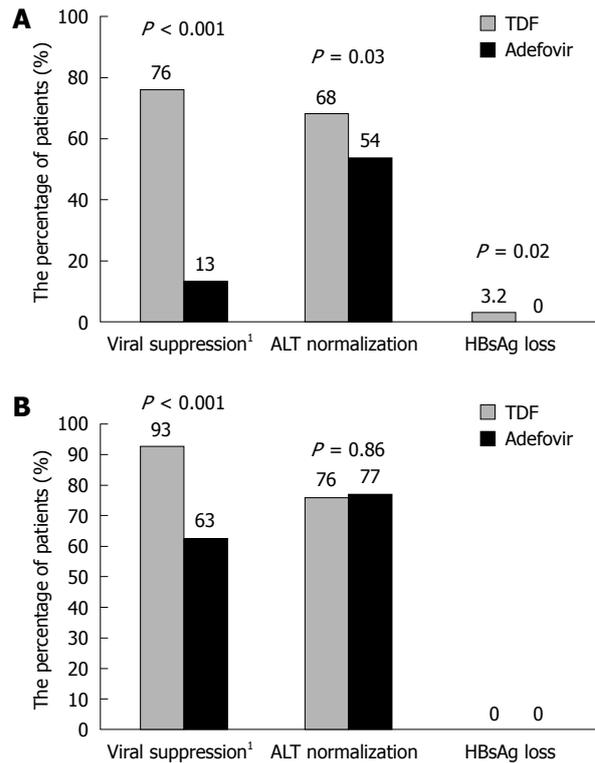 A
The percentage of patients (%)
100
80
60
40
20
0
TDF
Adefovir
P < 0.001
76
13
P = 0.03
68
54
P = 0.02
3.2
0
Viral suppression¹
ALT normalization
HBsAg loss
B
The percentage of patients (%)
100
90
80
70
60
50
40
30
20
10
0
TDF
Adefovir
P < 0.001
93
63
P = 0.86
76
77
0
0
Viral suppression¹
ALT normalization
HBsAg loss